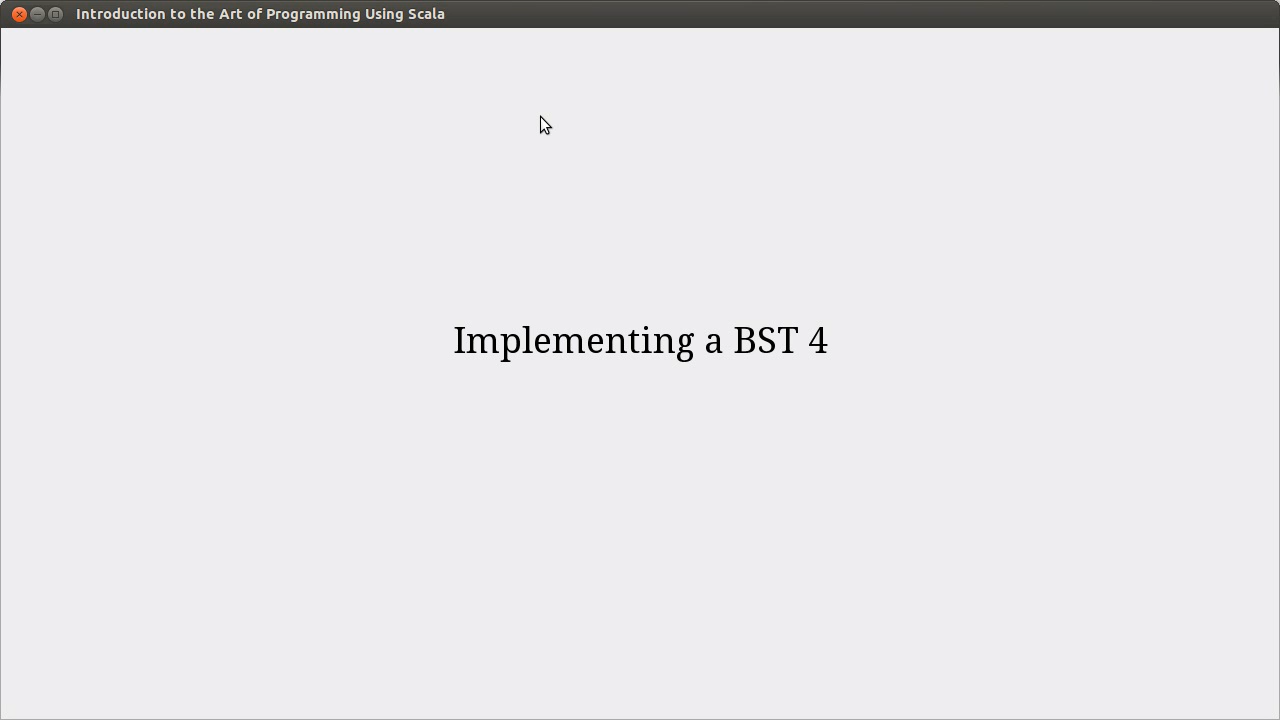 Introduction to the Art of Programming Using Scala
Implementing a BST 4